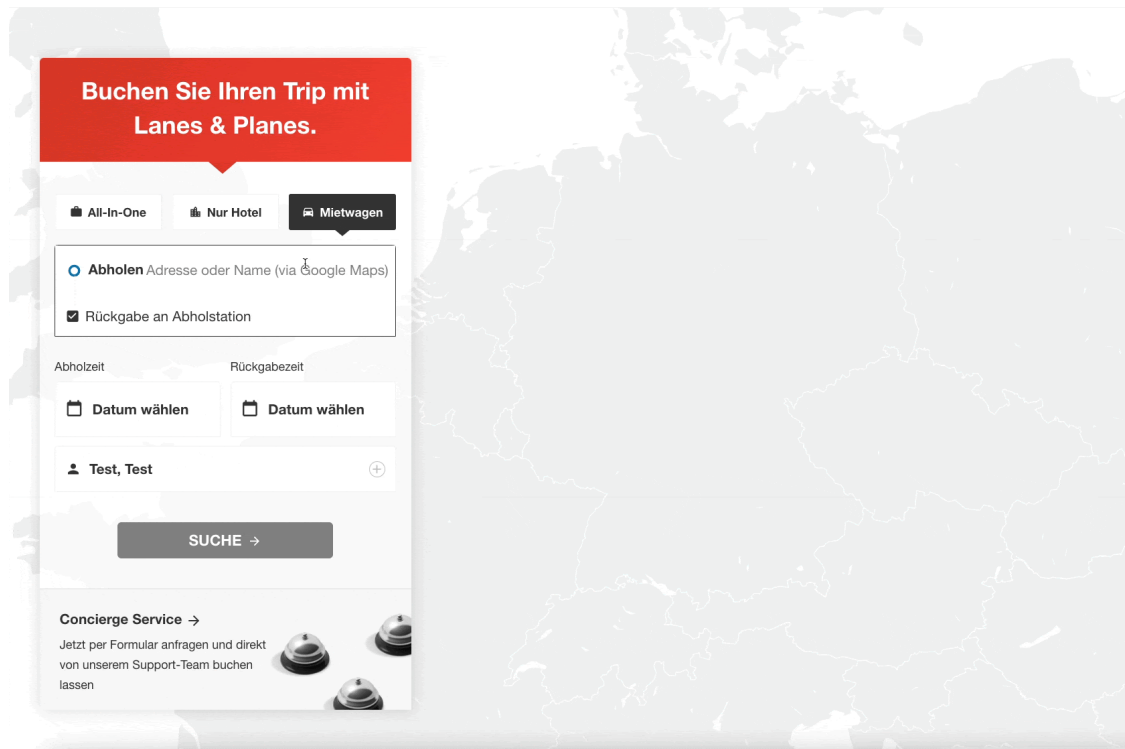 Buchen Sie Ihren Trip mit
Lanes & Planes.
All-In-One
Nur Hotel
Mietwagen
Abholen Adresse oder Name (via Google Maps)
Rückgabe an Abholstation
Abholzeit
Rückgabezeit
Datum wählen
Datum wählen
Test, Test
SUCHE →
Concierge Service →
Jetzt per Formular anfragen und direkt
von unserem Support-Team buchen
lassen